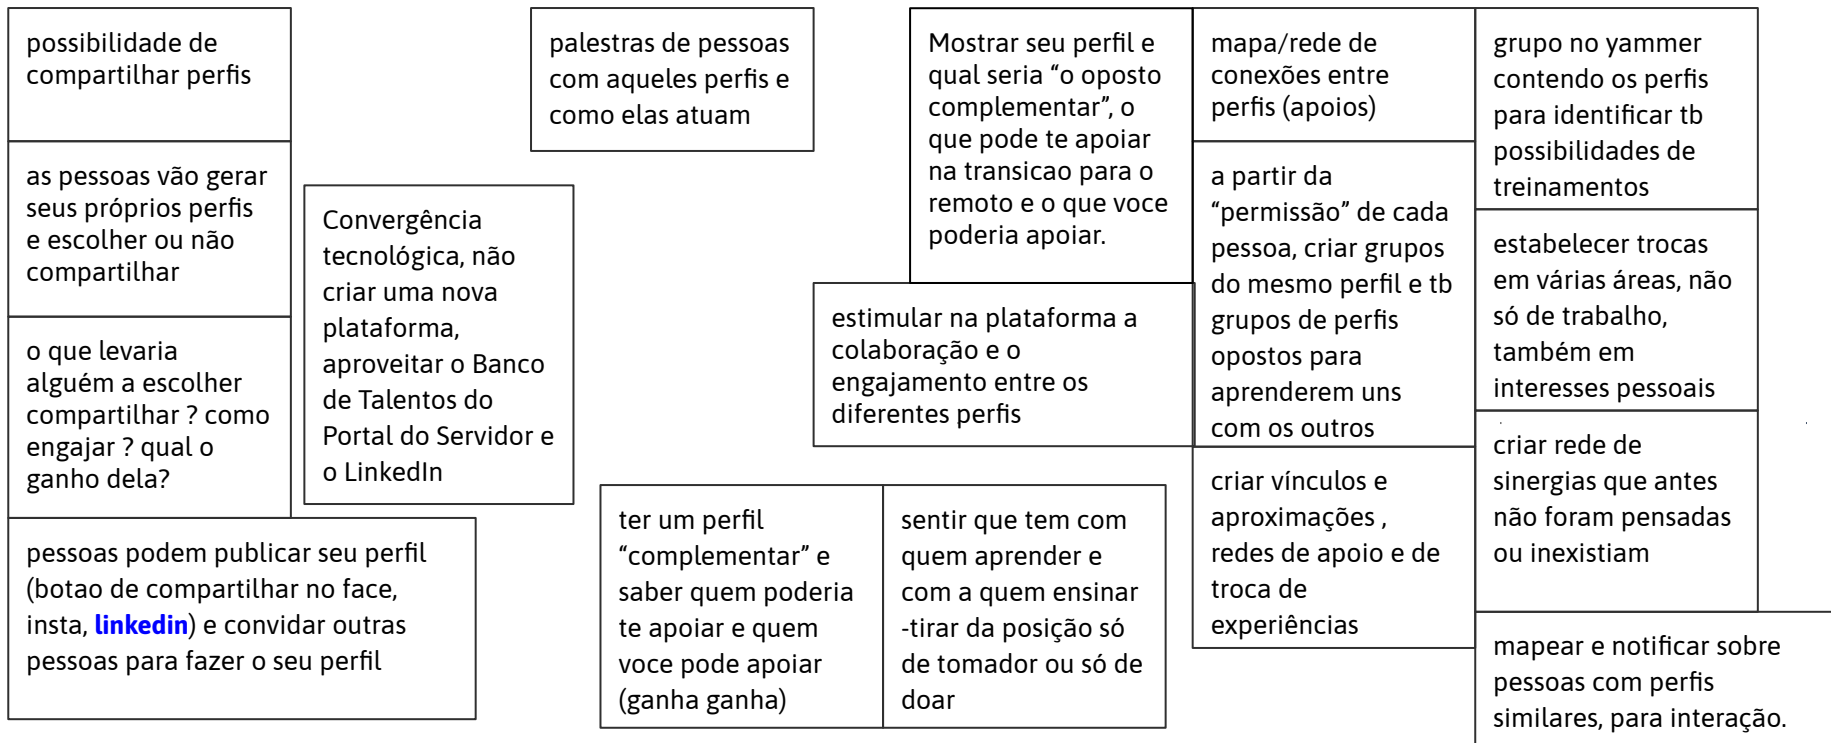 possibilidade de
compartilhar perfis
as pessoas vão gerar
seus próprios perfis
e escolher ou não
compartilhar
o que levaria
alguém a escolher
compartilhar ? como
engajar ? qual o
ganho dela?
pessoas podem publicar seu perfil
(botao de compartilhar no face,
insta, linkedin) e convidar outras
pessoas para fazer o seu perfil
Convergência
tecnológica, não
criar uma nova
plataforma,
aproveitar o Banco
de Talentos do
Portal do Servidor e
o LinkedIn
palestras de pessoas
com aqueles perfis e
como elas atuam
ter um perfil
“complementar” e
saber quem poderia
te apoiar e quem
voce pode apoiar
(ganha ganha)
sentir que tem com
quem aprender e
com a quem ensinar
-tirar da posição só
de tomador ou só de
doar
Mostrar seu perfil e
qual seria “o oposto
complementar”, o
que pode te apoiar
na transicao para o
remoto e o que voce
poderia apoiar.
estimular na plataforma a
colaboração e o
engajamento entre os
diferentes perfis
mapa/rede de
conexões entre
perfis (apoios)
a partir da
“permissão” de cada
pessoa, criar grupos
do mesmo perfil e tb
grupos de perfis
opostos para
aprenderem uns
com os outros
criar vínculos e
aproximações ,
redes de apoio e de
troca de
experiências
grupo no yammer
contendo os perfis
para identificar tb
possibilidades de
treinamentos
estabelecer trocas
em várias áreas, não
só de trabalho,
também em
interesses pessoais
criar rede de
sinergias que antes
não foram pensadas
ou inexistiam
mapear e notificar sobre
pessoas com perfis
similares, para interação.